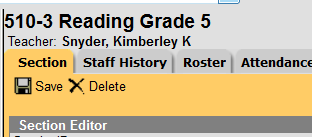 510-3 Reading Grade 5
Teacher: Snyder, Kimberley K
Section Staff History Roster Attendance
Save Delete
Section Editor